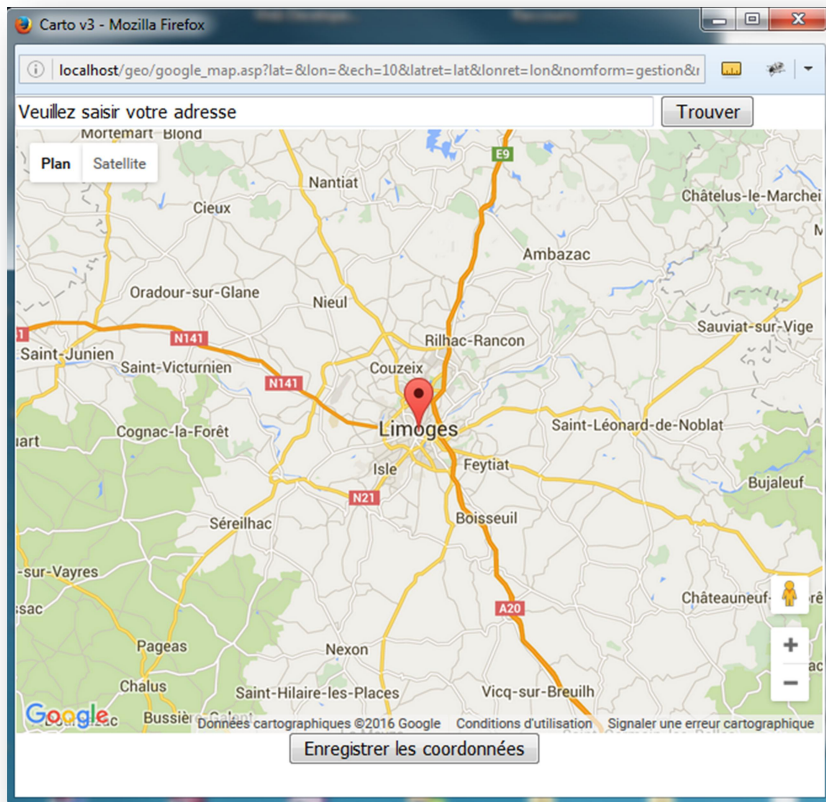 Carto v3 - Mozilla Firefox
localhost/geo/google_map.asp?lat=&lon=&ech=10&latret=lat&lonret=lon&nomform=gestion&
Veuillez saisir votre adresse
Trouver
Mortemart Blond
E9
Plan Satellite
Nantiat
Châtelus-le-Marchei
Cieux
Ambazac
Oradour-sur-Glane
Nieul
Sauviat-sur-Vige
N141
Rilhac-Rancon
Saint-Junien
Saint-Victurnien
Couzeix
N141
Saint-Léonard-de-Noblat
Cognac-la-Forêt
Limoges
uart
Isle
Feytiat
Bujaleuf
N21
Séreilhac
Boisseuil
-sur-Vayres
Châteauneuf
ssac
A20
Pageas
Nexon
Chalus
Saint-Hilaire-les-Places
Vicq-sur-Breuilh
Google
Données cartographiques ©2016 Google
Conditions d'utilisation
Signaler une erreur cartographique
Enregistrer les coordonnées